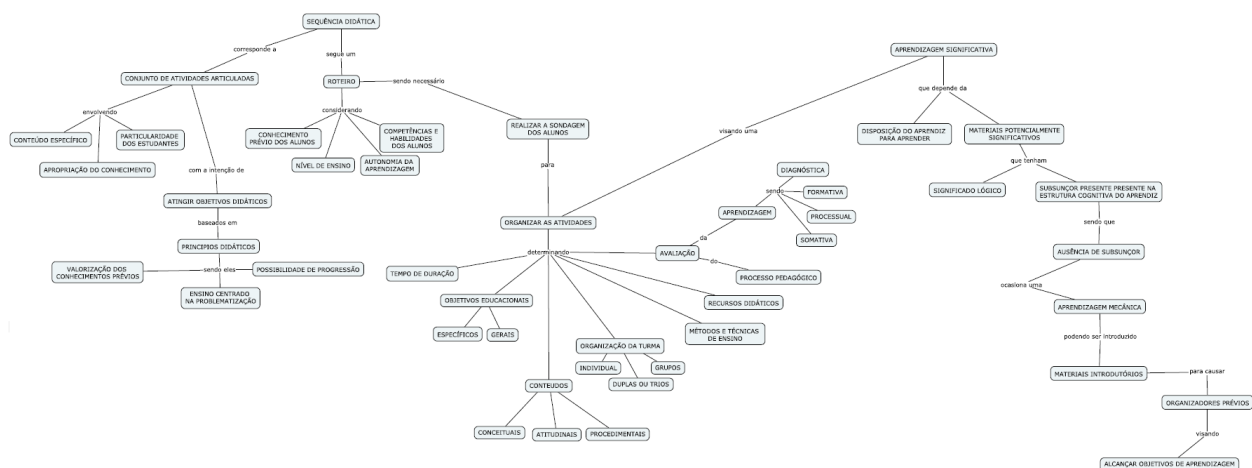 SEQUÊNCIA DIDÁTICA
corresponde a
segue um
CONJUNTO DE ATIVIDADES ARTICULADAS
envolvendo
CONTEÚDO ESPECÍFICO
PARTICULARIDADE
DOS ESTUDANTES
APROPRIAÇÃO DO CONHECIMENTO
com a intenção de
ATINGIR OBJETIVOS DIDÁTICOS
baseados em
PRINCIPIOS DIDÁTICOS
sendo eles
VALORIZAÇÃO DOS
CONHECIMENTOS PRÉVIOS
POSSIBILIDADE DE PROGRESSÃO
ENSINO CENTRADO
NA PROBLEMATIZAÇÃO
ROTEIRO
sendo necessário
considerando
CONHECIMENTO
PRÉVIO DOS ALUNOS
COMPETÊNCIAS E
HABILIDADES
DOS ALUNOS
NÍVEL DE ENSINO
AUTONOMIA DA
APRENDIZAGEM
REALIZAR A SONDAGEM
DOS ALUNOS
para
ORGANIZAR AS ATIVIDADES
determinando
TEMPO DE DURAÇÃO
OBJETIVOS EDUCACIONAIS
ESPECÍFICOS
GERAIS
CONTEUDOS
CONCEITUAIS
ATITUDINAIS
PROCEDIMENTAIS
ORGANIZAÇÃO DA TURMA
INDIVIDUAL
GRUPOS
DUPLAS OU TRIOS
MÉTODOS E TÉCNICAS
DE ENSINO
RECURSOS DIDÁTICOS
AVALIAÇÃO
da
do
APRENDIZAGEM
sendo
DIAGNÓSTICA
FORMATIVA
PROCESSUAL
SOMATIVA
PROCESSO PEDAGÓGICO
visando uma
APRENDIZAGEM SIGNIFICATIVA
que depende da
DISPOSIÇÃO DO APRENDIZ
PARA APRENDER
MATERIAIS POTENCIALMENTE
SIGNIFICATIVOS
que tenham
SIGNIFICADO LÓGICO
SUBSUNÇOR PRESENTE PRESENTE NA
ESTRUTURA COGNITIVA DO APRENDIZ
sendo que
AUSÊNCIA DE SUBSUNÇOR
ocasiona uma
APRENDIZAGEM MECÂNICA
podendo ser introduzido
MATERIAIS INTRODUTÓRIOS
para causar
ORGANIZADORES PRÉVIOS
visando
ALCANÇAR OBJETIVOS DE APRENDIZAGEM